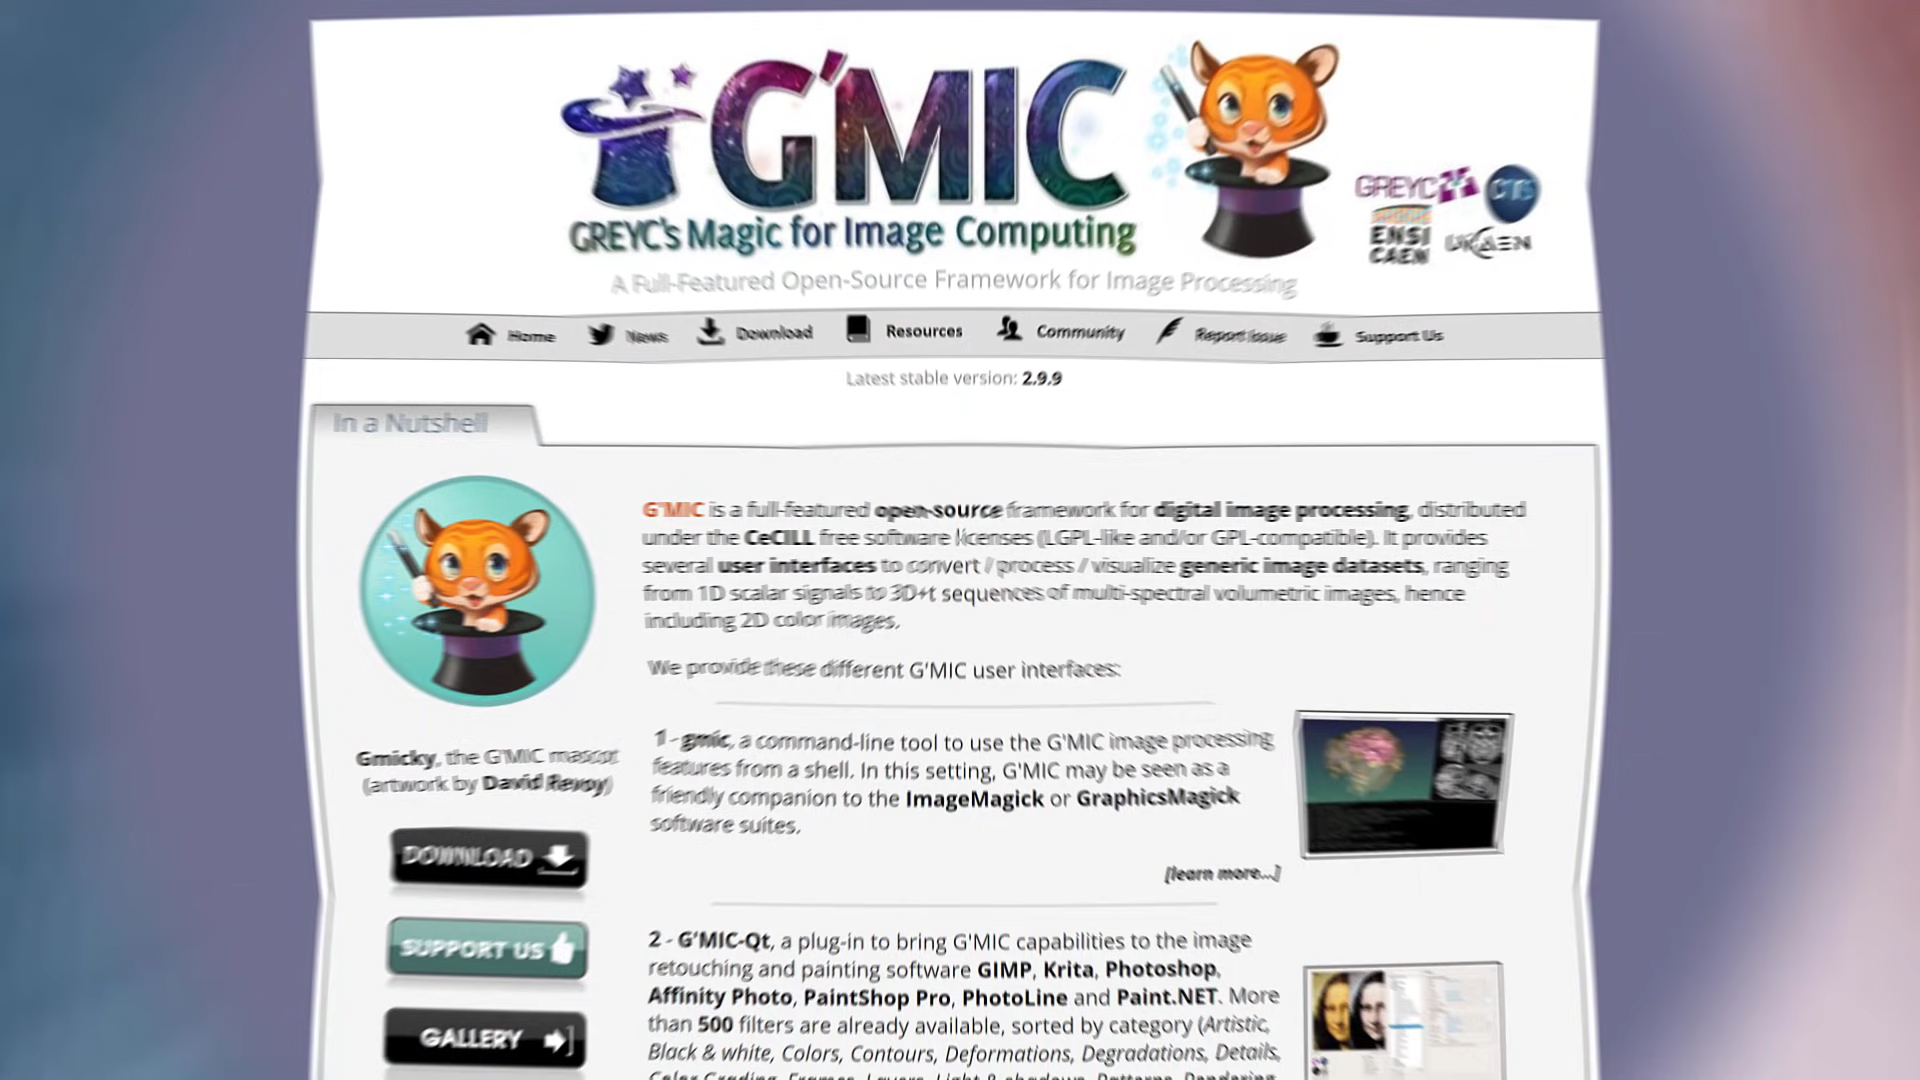 G'MIC
GREYC's Magic for Image Computing
GREYC
ENSI
CAEN
A Full-Featured Open-Source Framework for Image Processing
Home News Download Resources Community Report Issue Support Us
Latest stable version: 2.9.9
In a Nutshell
G'MIC is a full-featured open-source framework for digital image processing, distributed
under the CeCILL free software licenses (LGPL-like and/or GPL-compatible). It provides
several user interfaces to convert / process / visualize generic image datasets, ranging
from 1D scalar signals to 3D+t sequences of multi-spectral volumetric images, hence
including 2D color images.
We provide these different G'MIC user interfaces:
1 - gmic, a command-line tool to use the G'MIC image processing
features from a shell. In this setting, G'MIC may be seen as a
friendly companion to the ImageMagick or GraphicsMagick
software suites.
[learn more...]
Gmicky, the G'MIC mascot
(artwork by David Revoy)
DOWNLOAD
SUPPORT US
GALLERY
2 - G'MIC-Qt, a plug-in to bring G'MIC capabilities to the image
retouching and painting software GIMP, Krita, Photoshop,
Affinity Photo, PaintShop Pro, PhotoLine and Paint.NET. More
than 500 filters are already available, sorted by category (Artistic,
Black & white, Colors, Contours, Deformations, Degradations, Details,
Color Grading, Frames, Layers, Light & shadows, Patterns, Rendering,